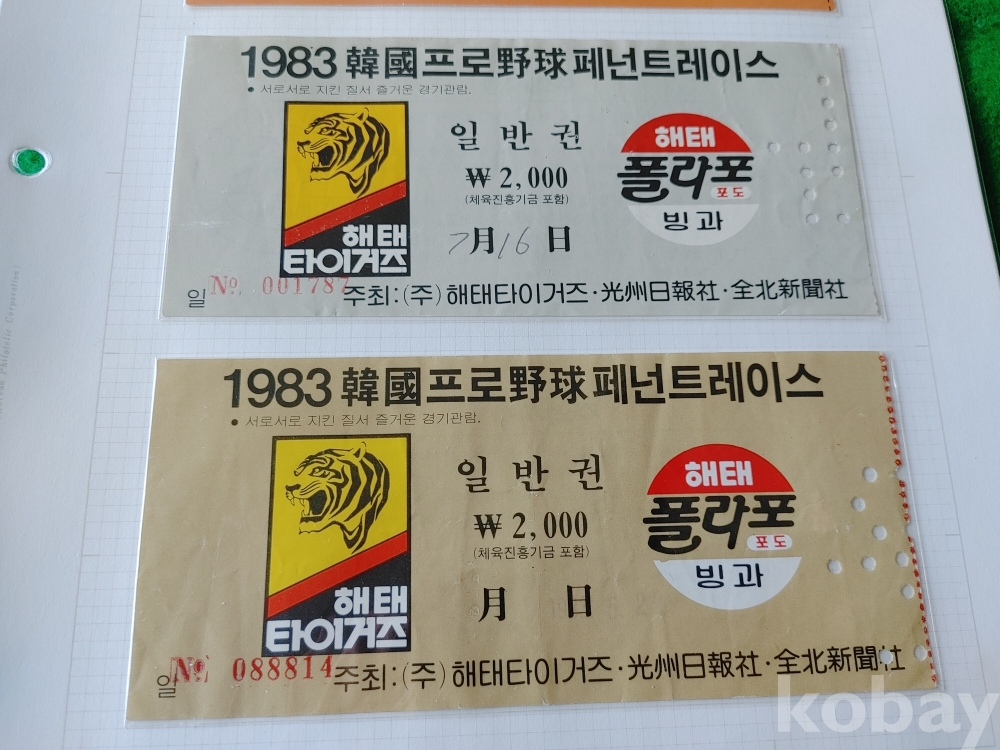 1983 韓國프로野球페넌트레이스
• 서로서로 지킨 질서 즐거운 경기관람.
일반권
₩ 2,000
(체육진흥기금 포함)
7月 16日
해태
타이거즈
해태
폴라포
포도
빙과
일
№ 001787
주최:(주)해태타이거즈·光州日報社·全北新聞社
1983 韓國프로野球페넌트레이스
• 서로서로 지킨 질서 즐거운 경기관람.
일반권
₩ 2,000
(체육진흥기금 포함)
月 日
해태
타이거즈
해태
폴라포
포도
빙과
일
№ 088814
주최:(주)해태타이거즈·光州日報社·全北新聞社
Philatelic Corporation)
kobay